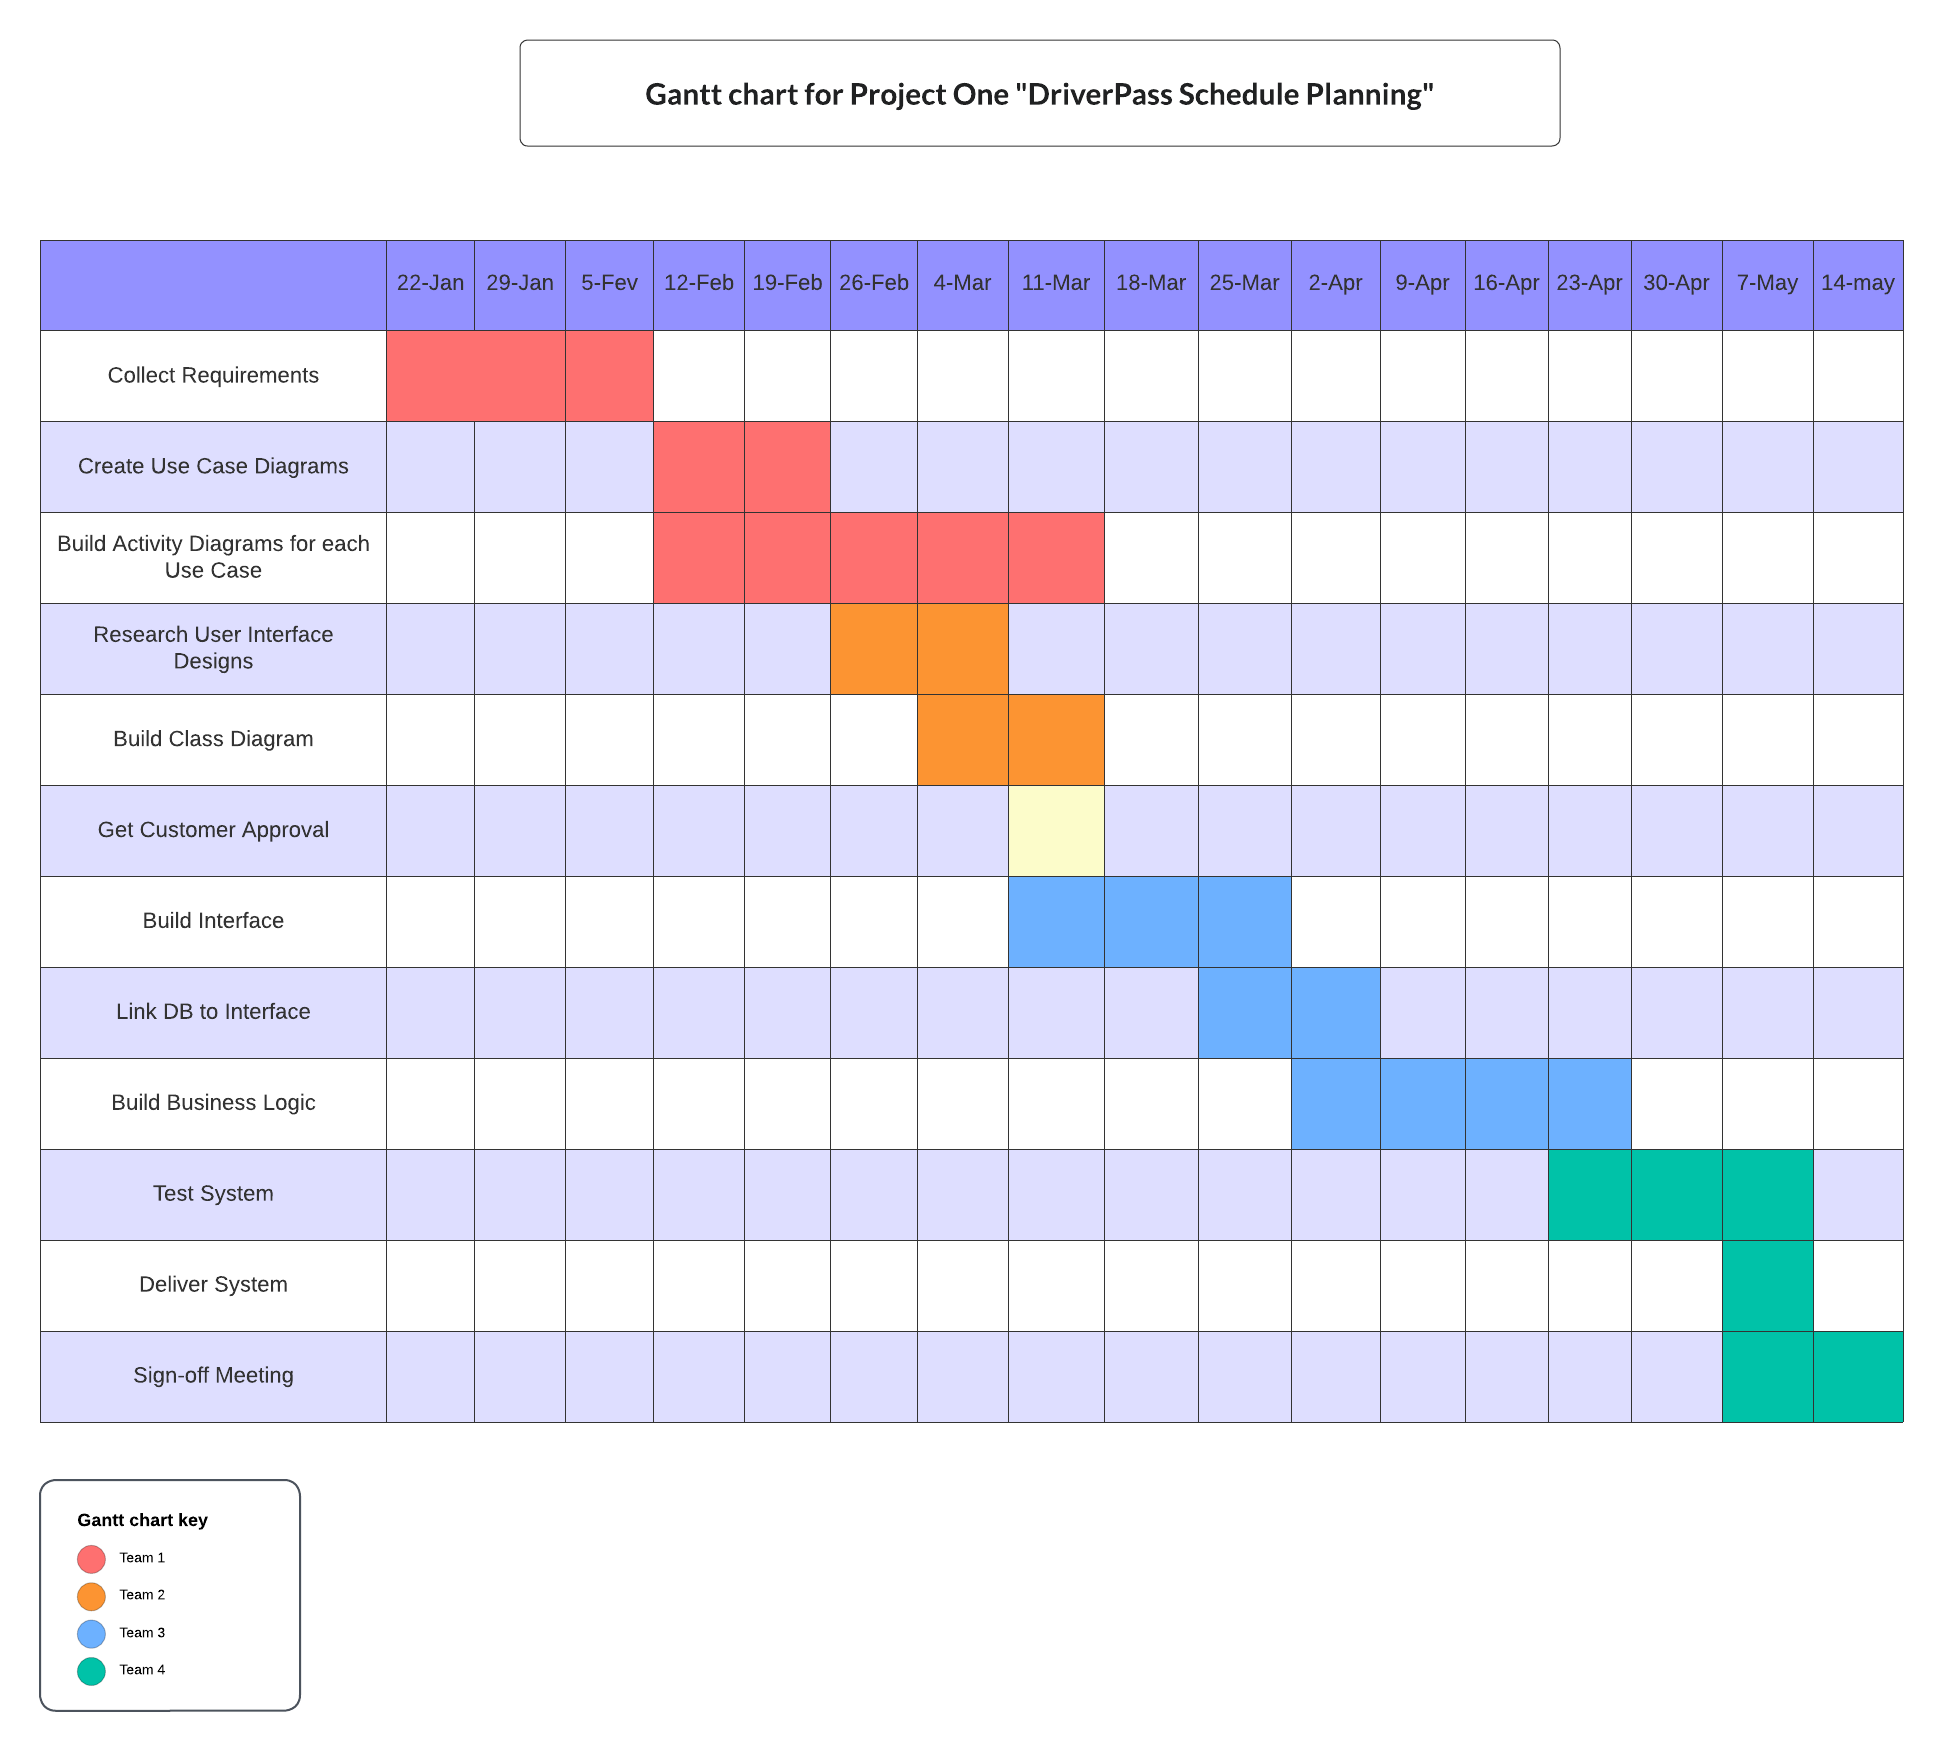 Gantt chart for Project One "DriverPass Schedule Planning"
22-Jan 29-Jan 5-Fev 12-Feb 19-Feb 26-Feb 4-Mar 11-Mar 18-Mar 25-Mar 2-Apr 9-Apr 16-Apr 23-Apr 30-Apr 7-May 14-may
Collect Requirements
Create Use Case Diagrams
Build Activity Diagrams for each
Use Case
Research User Interface
Designs
Build Class Diagram
Get Customer Approval
Build Interface
Link DB to Interface
Build Business Logic
Test System
Deliver System
Sign-off Meeting
Gantt chart key
Team 1
Team 2
Team 3
Team 4